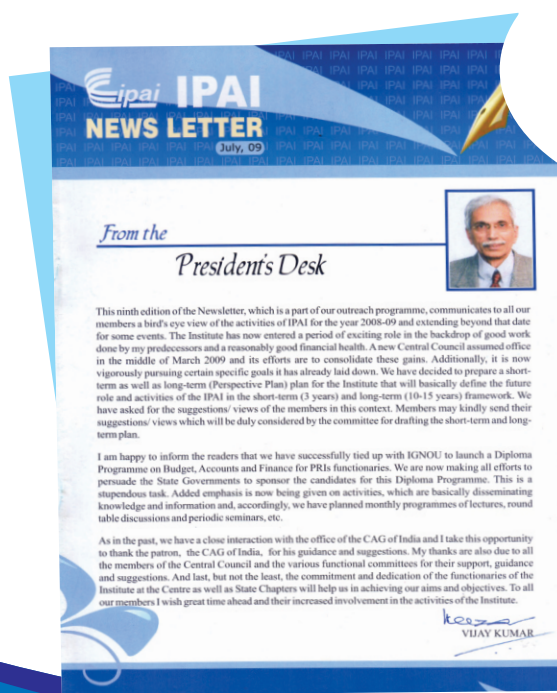 ipai IPAI
NEWS LETTER
July, 09
From the
President's Desk
This ninth edition of the Newsletter, which is a part of our outreach programme, communicates to all our
members a bird's eye view of the activities of IPAI for the year 2008-09 and extending beyond that date
for some events. The Institute has now entered a period of exciting role in the backdrop of good work
done by my predecessors and a reasonably good financial health. A new Central Council assumed office
in the middle of March 2009 and its efforts are to consolidate these gains. Additionally, it is now
vigorously pursuing certain specific goals it has already laid down. We have decided to prepare a short-
term as well as long-term (Perspective Plan) plan for the Institute that will basically define the future
role and activities of the IPAI in the short-term (3 years) and long-term (10-15 years) framework. We
have asked for the suggestions/ views of the members in this context. Members may kindly send their
suggestions/ views which will be duly considered by the committee for drafting the short-term and long-
term plan.
I am happy to inform the readers that we have successfully tied up with IGNOU to launch a Diploma
Programme on Budget, Accounts and Finance for PRIs functionaries. We are now making all efforts to
persuade the State Governments to sponsor the candidates for this Diploma Programme. This is a
stupendous task. Added emphasis is now being given on activities, which are basically disseminating
knowledge and information and, accordingly, we have planned monthly programmes of lectures, round
table discussions and periodic seminars, etc.
As in the past, we have a close interaction with the office of the CAG of India and I take this opportunity
to thank the patron, the CAG of India, for his guidance and suggestions. My thanks are also due to all
the members of the Central Council and the various functional committees for their support, guidance
and suggestions. And last, but not the least, the commitment and dedication of the functionaries of the
Institute at the Centre as well as State Chapters will help us in achieving our aims and objectives. To all
our members I wish great time ahead and their increased involvement in the activities of the Institute.
VIJAY KUMAR